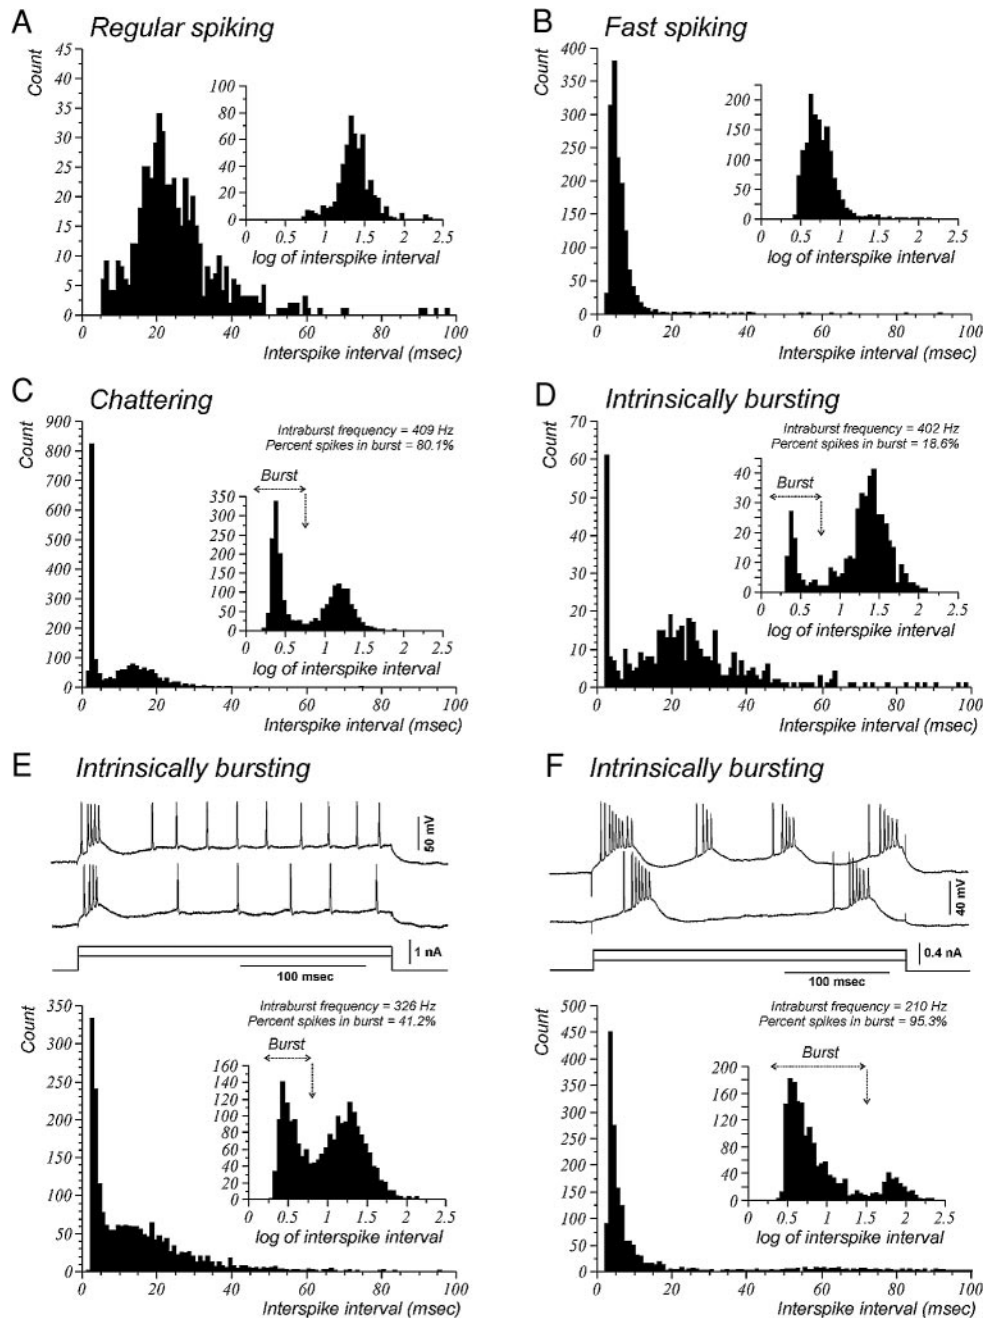 A Regular spiking
Count
45
40
35
30
25
20
15
10
5
0
0 20 40 60 80 100
Interspike interval (msec)
100
80
60
40
20
0
0 0.5 1 1.5 2 2.5
log of interspike interval
B Fast spiking
Count
400
350
300
250
200
150
100
50
0
0 20 40 60 80 100
Interspike interval (msec)
200
150
100
50
0
0 0.5 1 1.5 2 2.5
log of interspike interval
C Chattering
Count
900
800
700
600
500
400
300
200
100
0
0 20 40 60 80 100
Interspike interval (msec)
Intraburst frequency = 409 Hz
Percent spikes in burst = 80.1%
Burst
350
300
250
200
150
100
50
0
0 0.5 1 1.5 2 2.5
log of interspike interval
D Intrinsically bursting
Count
70
60
50
40
30
20
10
0
0 20 40 60 80 100
Interspike interval (msec)
Intraburst frequency = 402 Hz
Percent spikes in burst = 18.6%
Burst
40
30
20
10
0
0 0.5 1 1.5 2 2.5
log of interspike interval
E Intrinsically bursting
50 mV
1 nA
100 msec
Count
350
300
250
200
150
100
50
0
0 20 40 60 80 100
Interspike interval (msec)
Intraburst frequency = 326 Hz
Percent spikes in burst = 41.2%
Burst
160
140
120
100
80
60
40
20
0
0 0.5 1 1.5 2 2.5
log of interspike interval
F Intrinsically bursting
40 mV
0.4 nA
100 msec
Count
500
450
400
350
300
250
200
150
100
50
0
0 20 40 60 80 100
Interspike interval (msec)
Intraburst frequency = 210 Hz
Percent spikes in burst = 95.3%
Burst
200
160
120
80
40
0
0 0.5 1 1.5 2 2.5
log of interspike interval